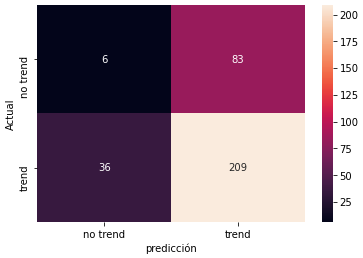 6
83
36
209
no trend
trend
Actual
no trend
trend
predicción
200
175
150
125
100
75
50
25